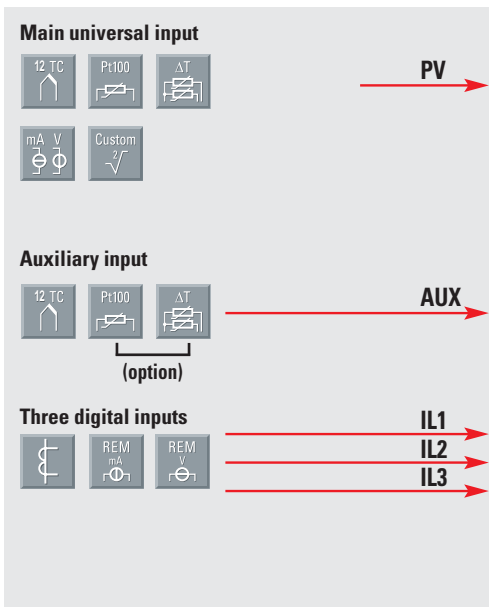 Main universal input
12 TC Pt100 ΔT
PV
mA V Custom
2
Auxiliary input
12 TC Pt100 ΔT
AUX
(option)
Three digital inputs
REM mA REM V
IL1
IL2
IL3